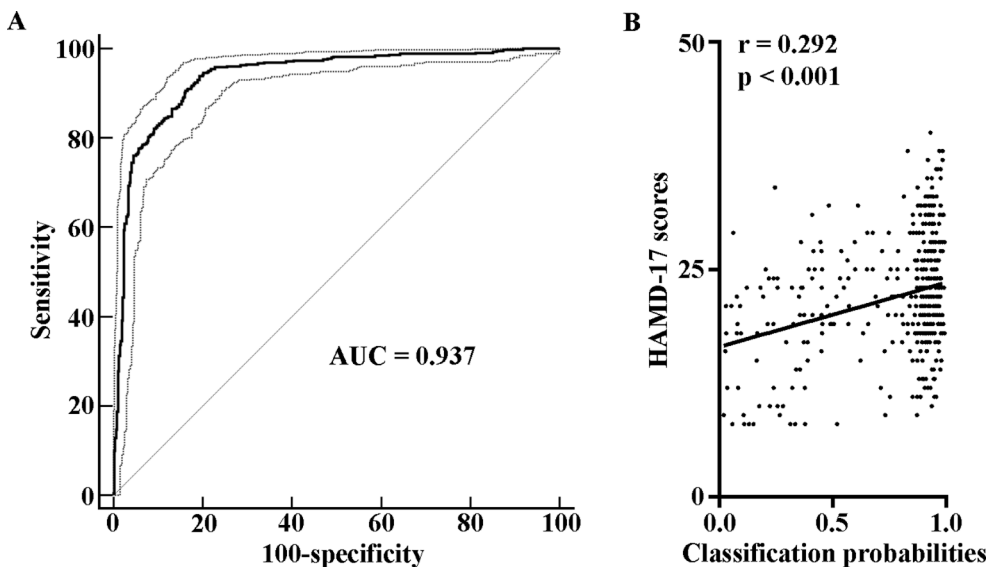 A
100
80
60
40
20
0
Sensitivity
AUC = 0.937
0 20 40 60 80 100
100-specificity
B
r = 0.292
p < 0.001
50
25
0
HAMD-17 scores
0.0 0.5 1.0
Classification probabilities